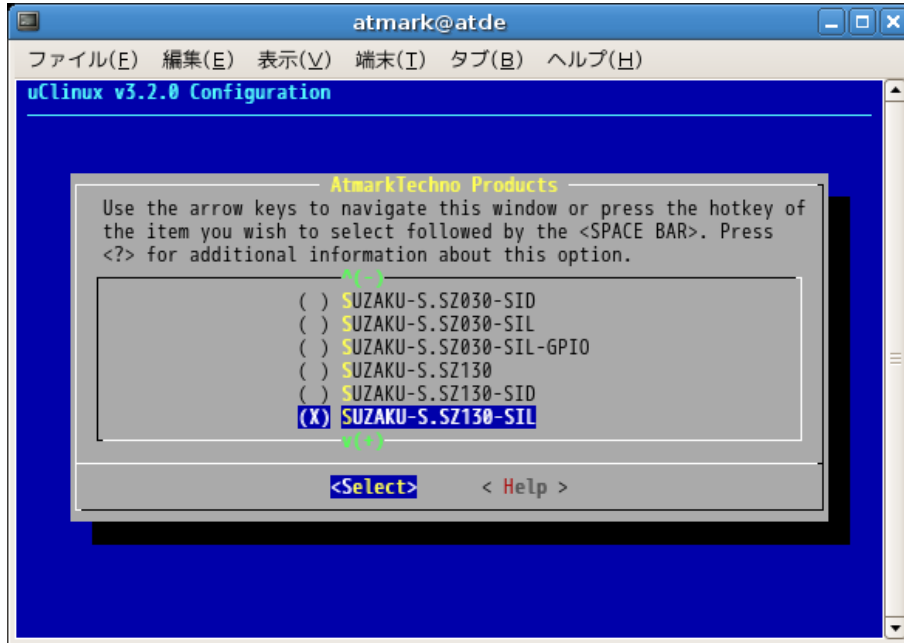 atmark@atde
ファイル(F) 編集(E) 表示(V) 端末(T) タブ(B) ヘルプ(H)
uClinux v3.2.0 Configuration
AtmarkTechno Products
Use the arrow keys to navigate this window or press the hotkey of
the item you wish to select followed by the <SPACE BAR>. Press
<?> for additional information about this option.
^(-)
( ) SUZAKU-S.SZ030-SID
( ) SUZAKU-S.SZ030-SIL
( ) SUZAKU-S.SZ030-SIL-GPIO
( ) SUZAKU-S.SZ130
( ) SUZAKU-S.SZ130-SID
(X) SUZAKU-S.SZ130-SIL
v(+)
<Select> < Help >